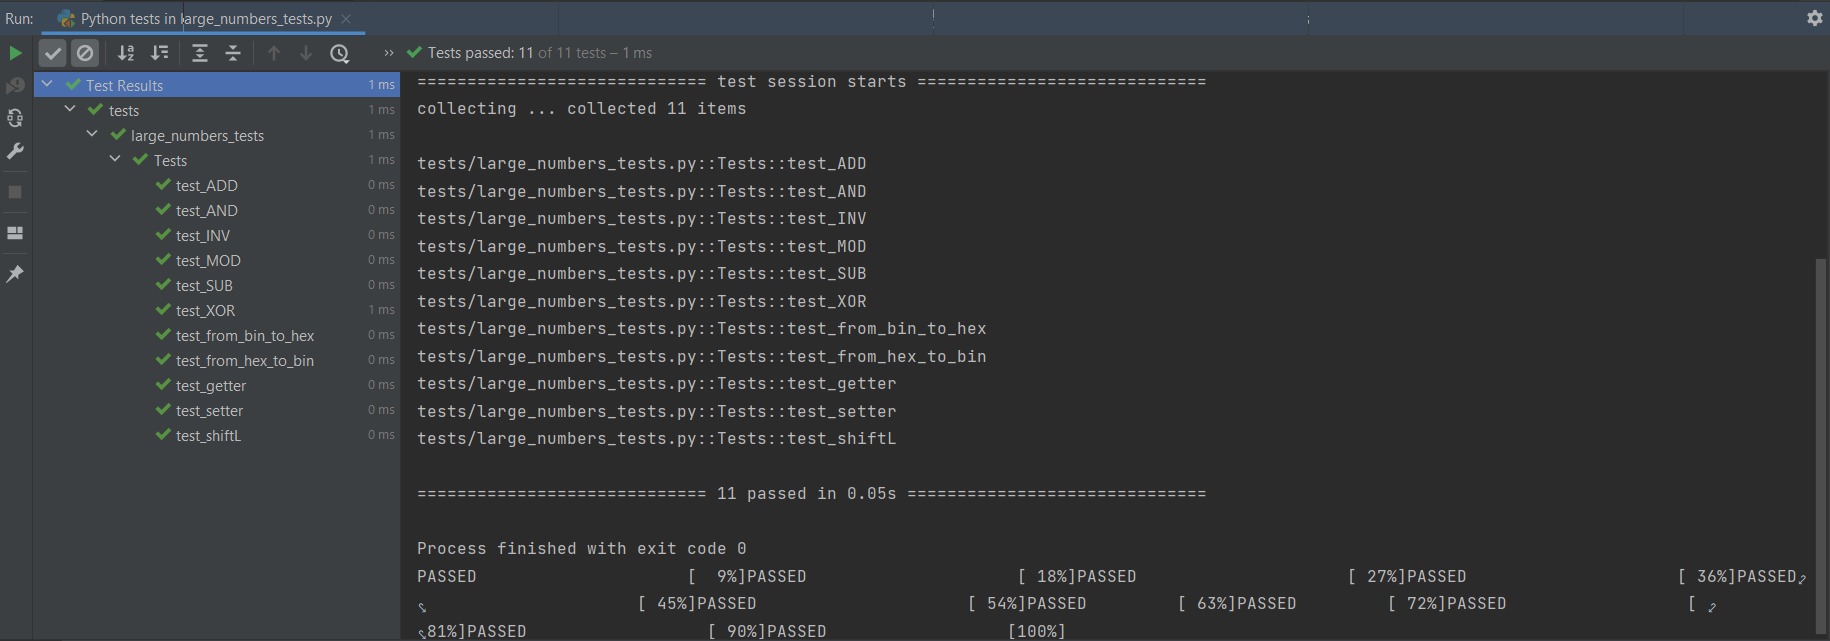 Run: Python tests in large_numbers_tests.py
Tests passed: 11 of 11 tests – 1 ms
Test Results 1 ms
tests 1 ms
large_numbers_tests 1 ms
Tests 1 ms
test_ADD 0 ms
test_AND 0 ms
test_INV 0 ms
test_MOD 0 ms
test_SUB 0 ms
test_XOR 1 ms
test_from_bin_to_hex 0 ms
test_from_hex_to_bin 0 ms
test_getter 0 ms
test_setter 0 ms
test_shiftL 0 ms
============================= test session starts =============================
collecting ... collected 11 items
tests/large_numbers_tests.py::Tests::test_ADD
tests/large_numbers_tests.py::Tests::test_AND
tests/large_numbers_tests.py::Tests::test_INV
tests/large_numbers_tests.py::Tests::test_MOD
tests/large_numbers_tests.py::Tests::test_SUB
tests/large_numbers_tests.py::Tests::test_XOR
tests/large_numbers_tests.py::Tests::test_from_bin_to_hex
tests/large_numbers_tests.py::Tests::test_from_hex_to_bin
tests/large_numbers_tests.py::Tests::test_getter
tests/large_numbers_tests.py::Tests::test_setter
tests/large_numbers_tests.py::Tests::test_shiftL
============================= 11 passed in 0.05s ==============================
Process finished with exit code 0
PASSED [  9%]PASSED [ 18%]PASSED [ 27%]PASSED [ 36%]PASSED
[ 45%]PASSED [ 54%]PASSED [ 63%]PASSED [ 72%]PASSED [
81%]PASSED [ 90%]PASSED [100%]